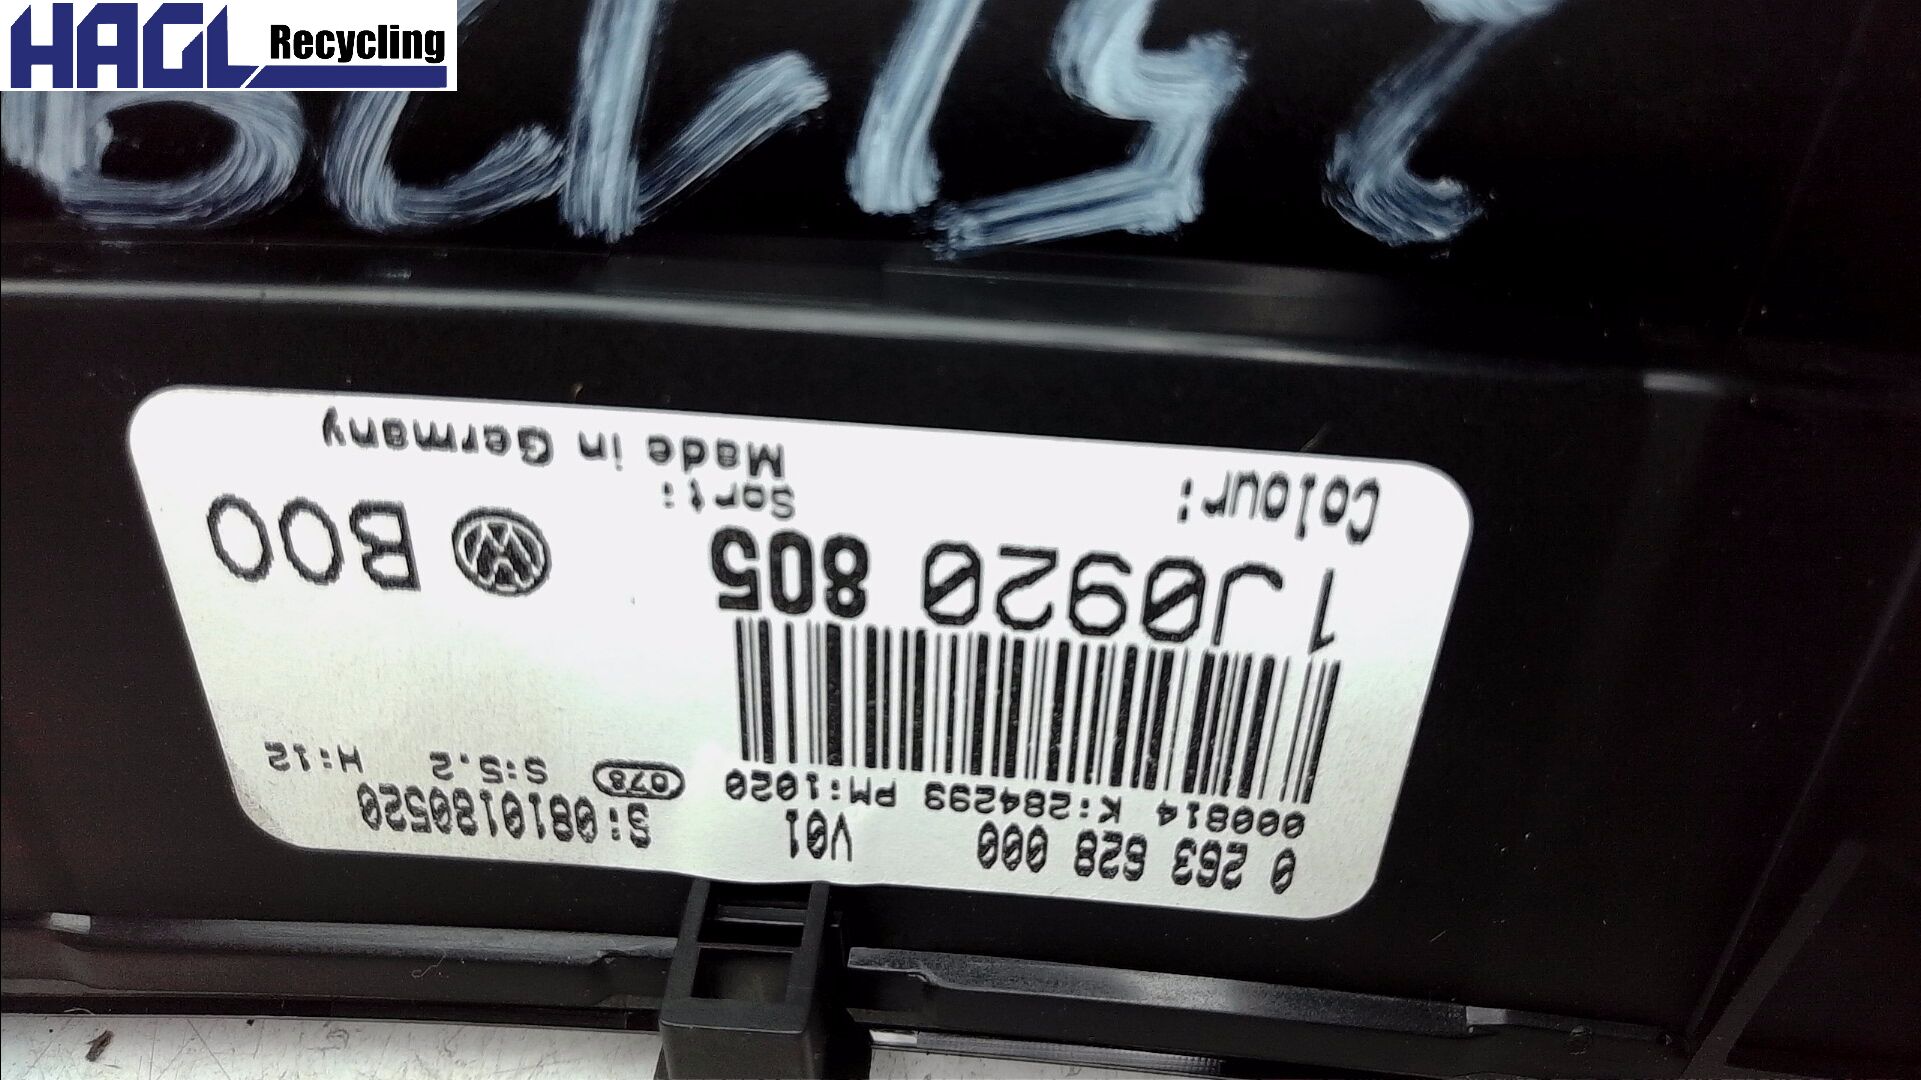 HAGL Recycling
0 263 628 000 V01 S:0810180520
000814 K:284299 PM:1020 078 S:5.2 H:12
1J0920 805 B00
Colour: Sort:
Made in Germany